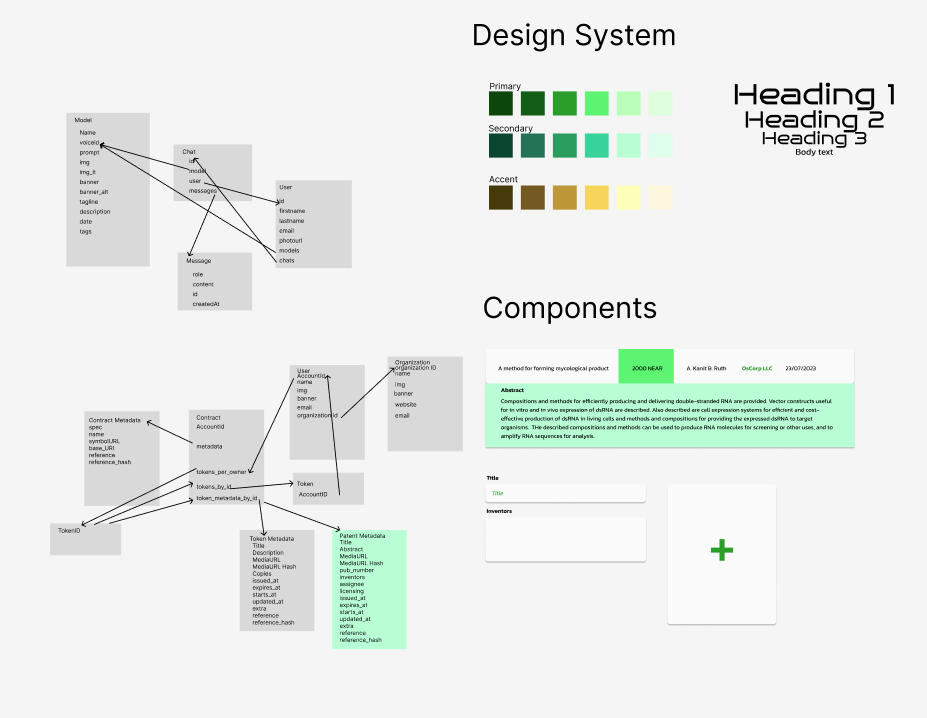 Design System
Primary
Secondary
Accent
Heading 1
Heading 2
Heading 3
Body text
Model
Name
voiceid
prompt
img
img_lt
banner
banner_alt
tagline
description
date
tags
Chat
id
model
user
messages
User
id
firstname
lastname
email
photourl
models
chats
Message
role
content
id
createdAt
Components
A method for forming mycological product
2000 NEAR
A. Kanit B. Ruth
OsCorp LLC
23/07/2023
Abstract
Compositions and methods for efficiently producing and delivering double-stranded RNA are provided. Vector constructs useful
for in vitro and in vivo expression of dsRNA are described. Also described are cell expression systems for efficient and cost-
effective production of dsRNA in living cells and methods and compositions for providing the expressed dsRNA to target
organisms. THe described compositions and methods can be used to produce RNA molecules for screening or other uses, and to
amplify RNA sequences for analysis.
Title
Title
Inventors
User
AccountId
name
img
banner
email
organization id
Organization
organization ID
name
img
banner
website
email
Contract Metadata
spec
name
symbolURL
base_URI
reference
reference_hash
Contract
AccountId
metadata
tokens_per_owner
tokens_by_id
token_metadata_by_id
Token
AccountID
TokenID
Token Metadata
Title
Description
MediaURL
MediaURL Hash
Copies
issued_at
expires_at
starts_at
updated_at
extra
reference
reference_hash
Patent Metadata
Title
Abstract
MediaURL
MediaURL Hash
pub_number
inventors
assignee
licensing
issued_at
expires_at
starts_at
updated_at
extra
reference
reference_hash